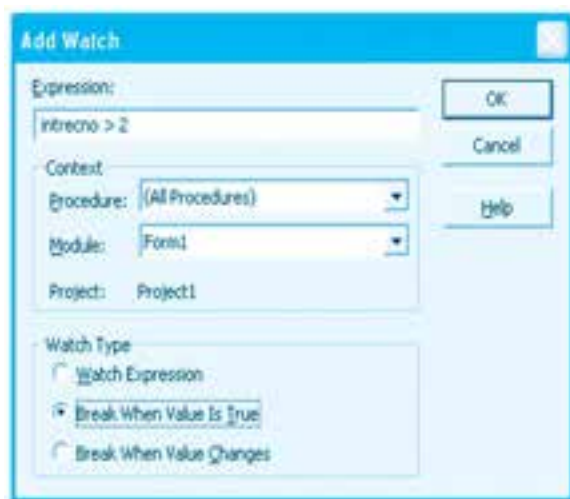 Add Watch
Expression:
intrecno > 2
OK
Cancel
Help
Context
Procedure: (All Procedures)
Module: Form1
Project: Project1
Watch Type
Watch Expression
Break When Value Is True
Break When Value Changes